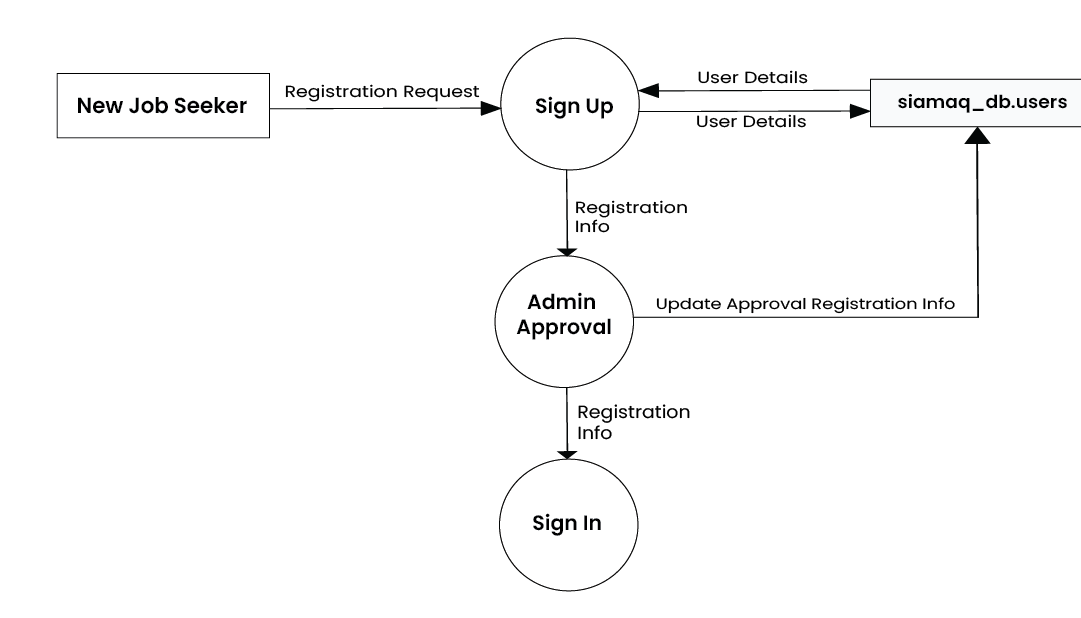 New Job Seeker
Registration Request
Sign Up
User Details
User Details
siamaq_db.users
Registration
Info
Admin
Approval
Update Approval Registration Info
Registration
Info
Sign In